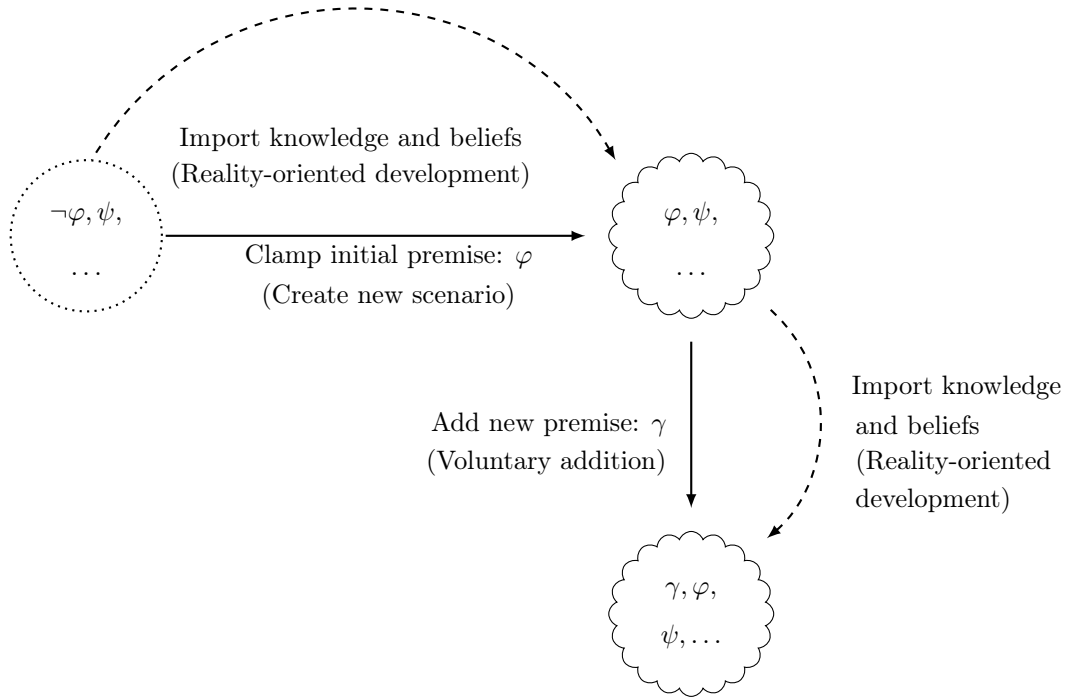 Import knowledge and beliefs
(Reality-oriented development)
¬φ, ψ,
...
Clamp initial premise: φ
(Create new scenario)
φ, ψ,
...
Add new premise: γ
(Voluntary addition)
Import knowledge
and beliefs
(Reality-oriented
development)
γ, φ,
ψ, ...